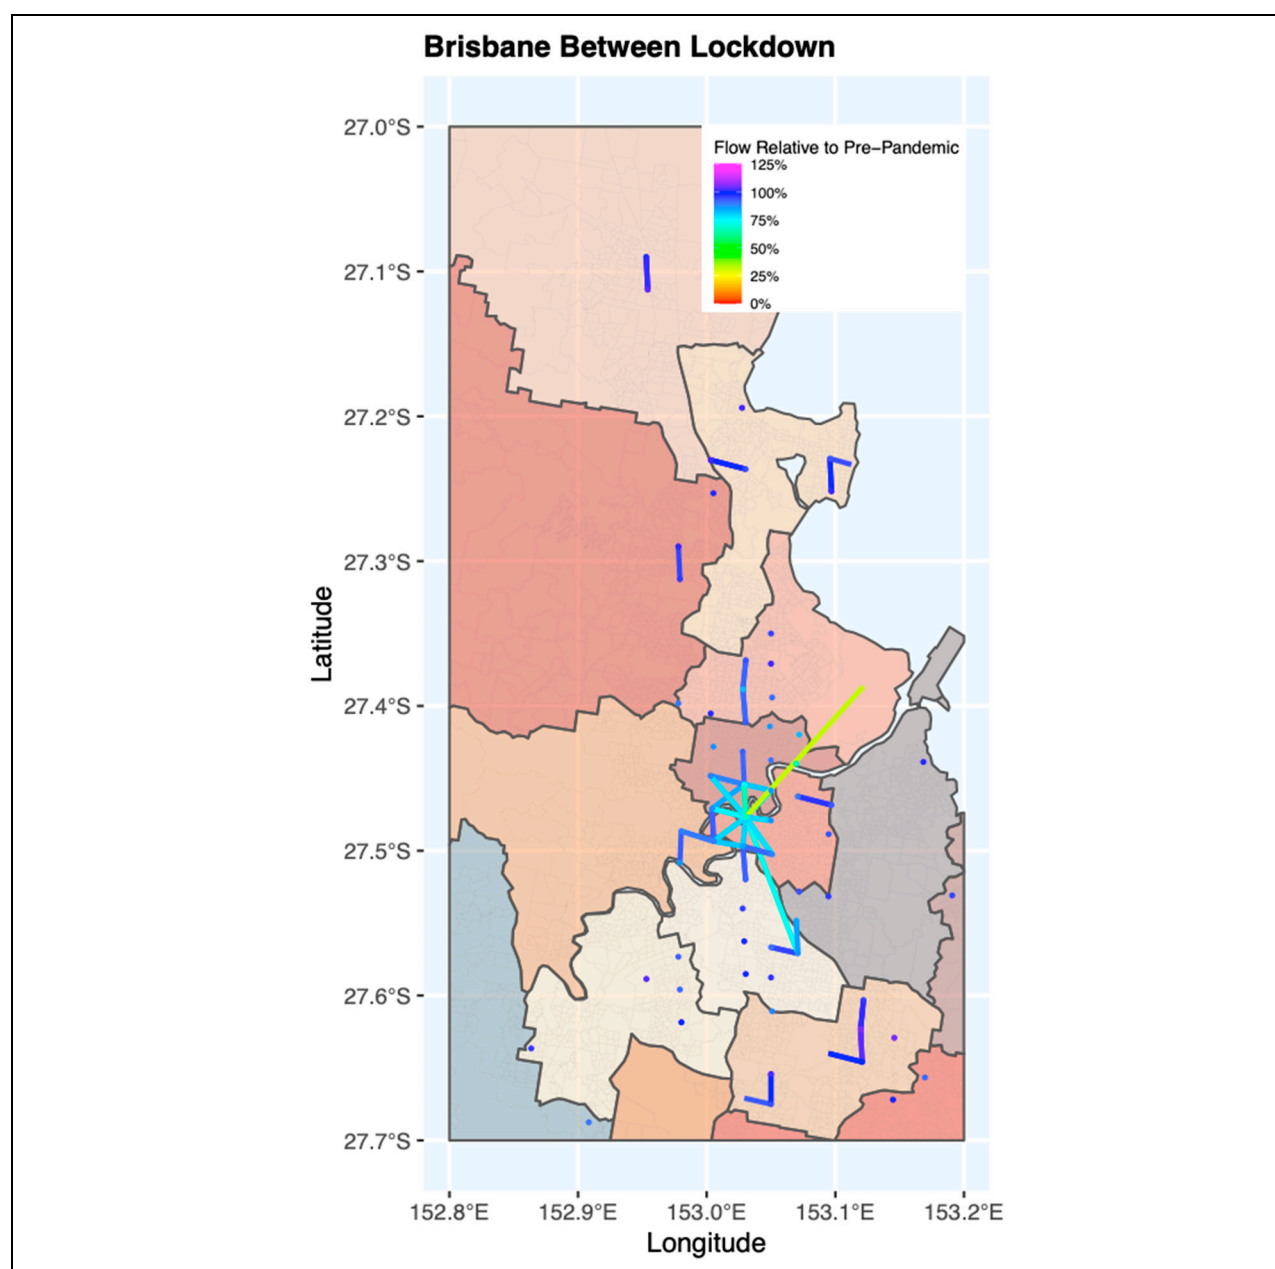 Brisbane Between Lockdown
Flow Relative to Pre-Pandemic
125%
100%
75%
50%
25%
0%
27.0°S
27.1°S
27.2°S
27.3°S
27.4°S
27.5°S
27.6°S
27.7°S
Latitude
152.8°E 152.9°E 153.0°E 153.1°E 153.2°E
Longitude